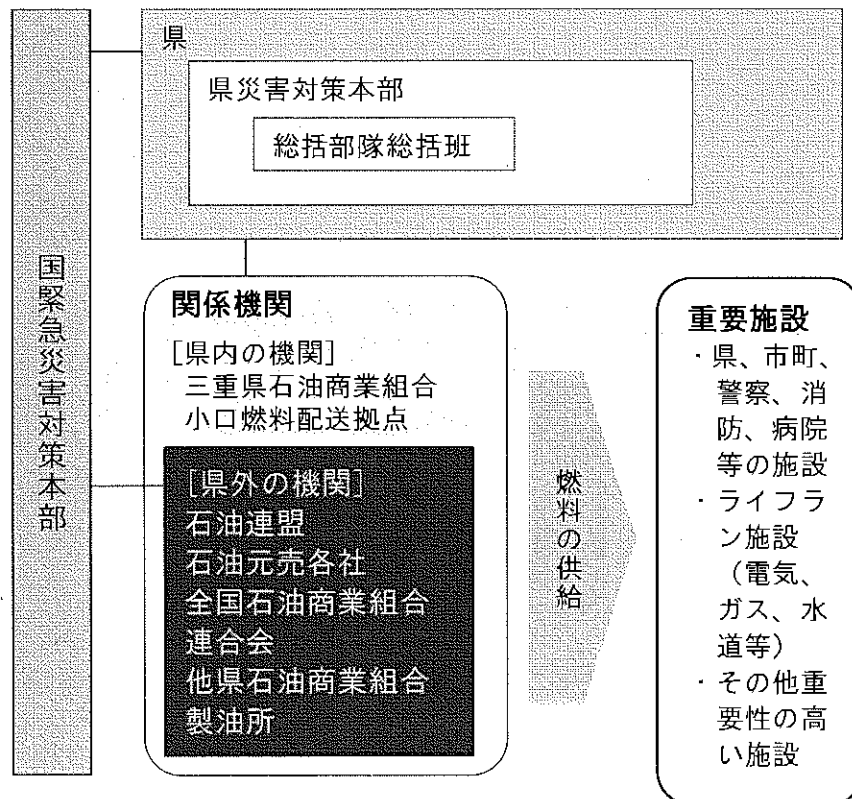 国緊急災害対策本部
県
県災害対策本部
総括部隊総括班
関係機関
[県内の機関]
三重県石油商業組合
小口燃料配送拠点
[県外の機関]
石油連盟
石油元売各社
全国石油商業組合
連合会
他県石油商業組合
製油所
燃料の供給
重要施設
・県、市町、
警察、消
防、病院
等の施設
・ライフラ
ン施設
（電気、
ガス、水
道等）
・その他重
要性の高
い施設